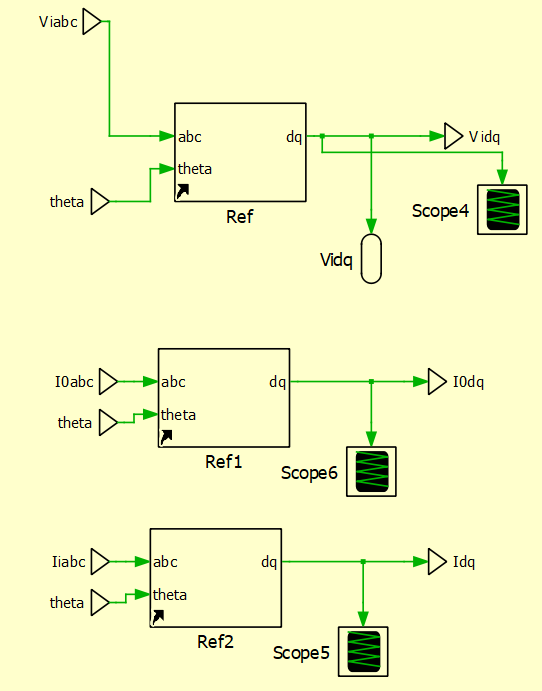 Viabc
abc
dq
Vidq
theta
theta
Ref
Scope4
Vidq
I0abc
abc
dq
I0dq
theta
theta
Ref1
Scope6
Iiabc
abc
dq
Idq
theta
theta
Ref2
Scope5